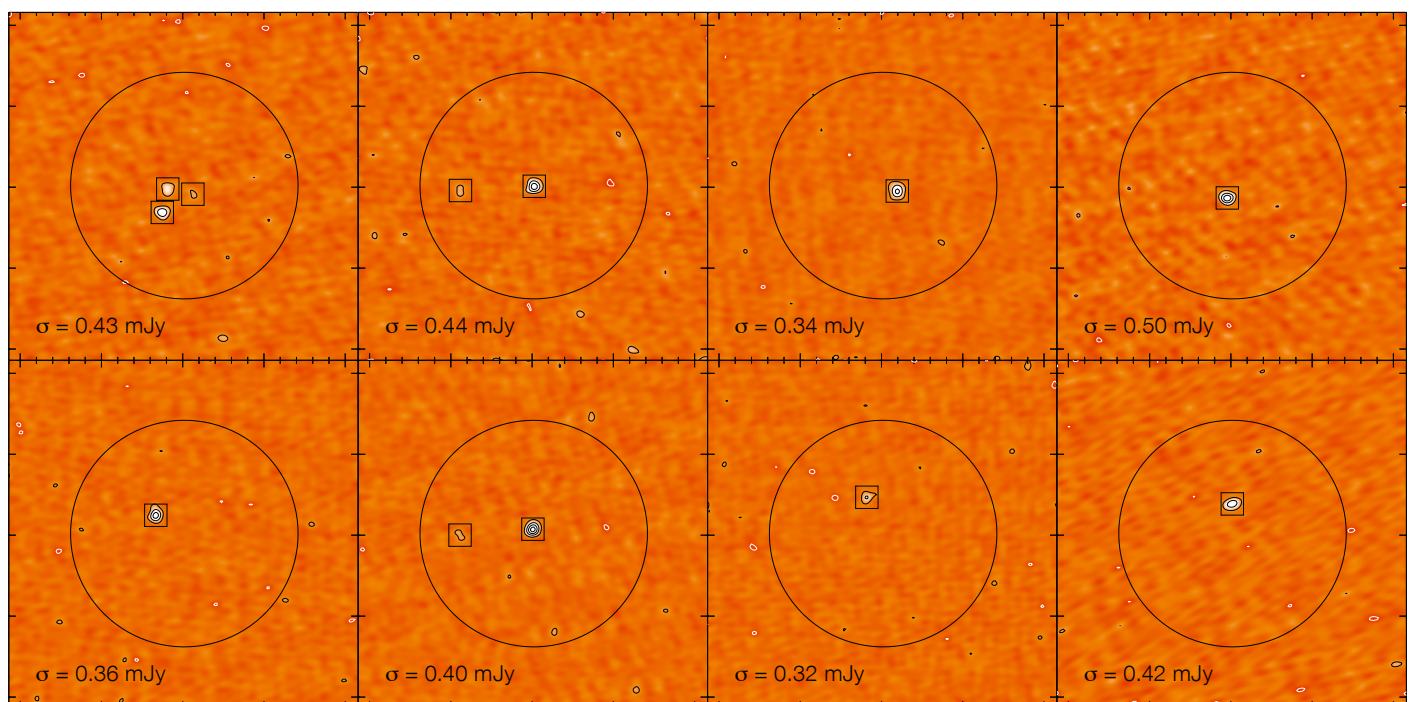 σ = 0.43 mJy
σ = 0.44 mJy
σ = 0.34 mJy
σ = 0.50 mJy
σ = 0.36 mJy
σ = 0.40 mJy
σ = 0.32 mJy
σ = 0.42 mJy